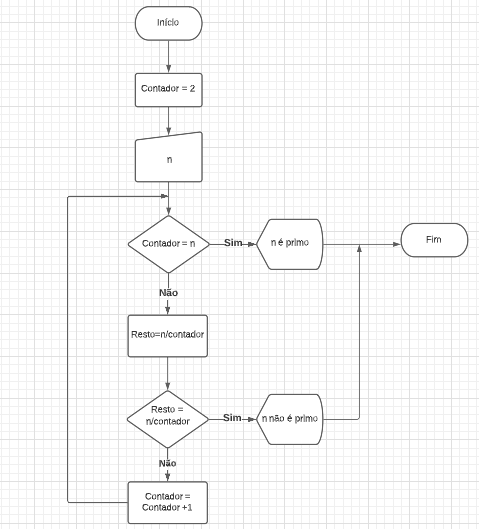 Início
Contador = 2
n
Contador = n
Sim
n é primo
Fim
Não
Resto=n/contador
Resto =
n/contador
Sim
n não é primo
Não
Contador =
Contador +1